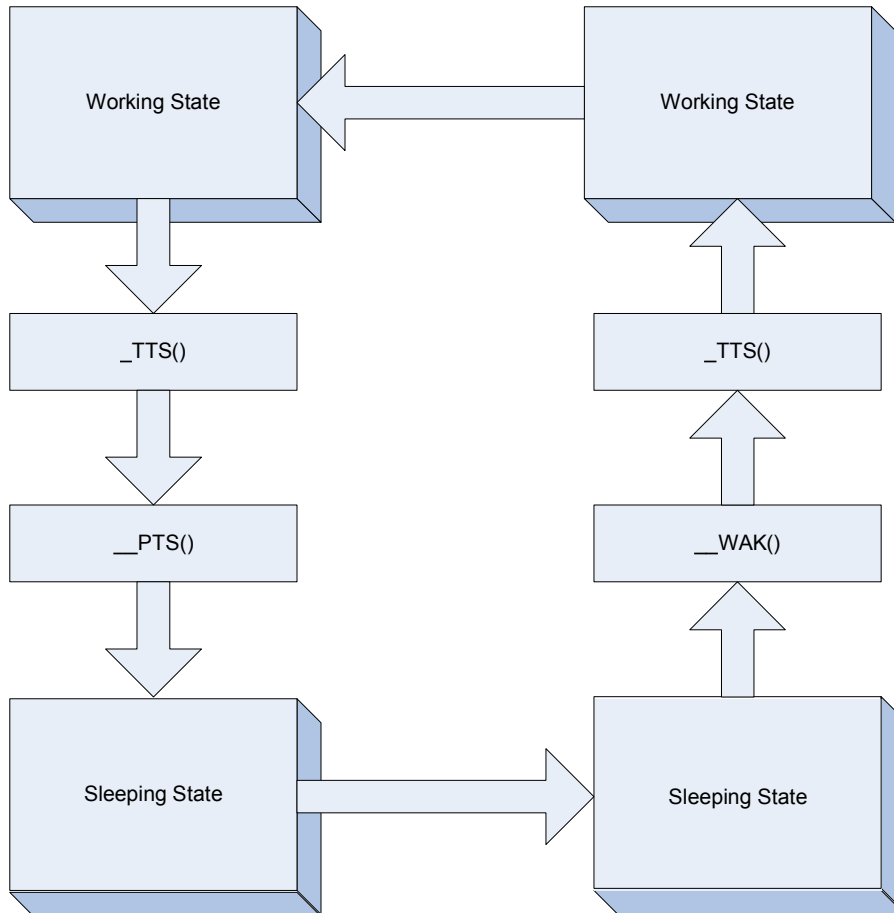 Working State
Working State
_TTS()
_TTS()
__PTS()
__WAK()
Sleeping State
Sleeping State